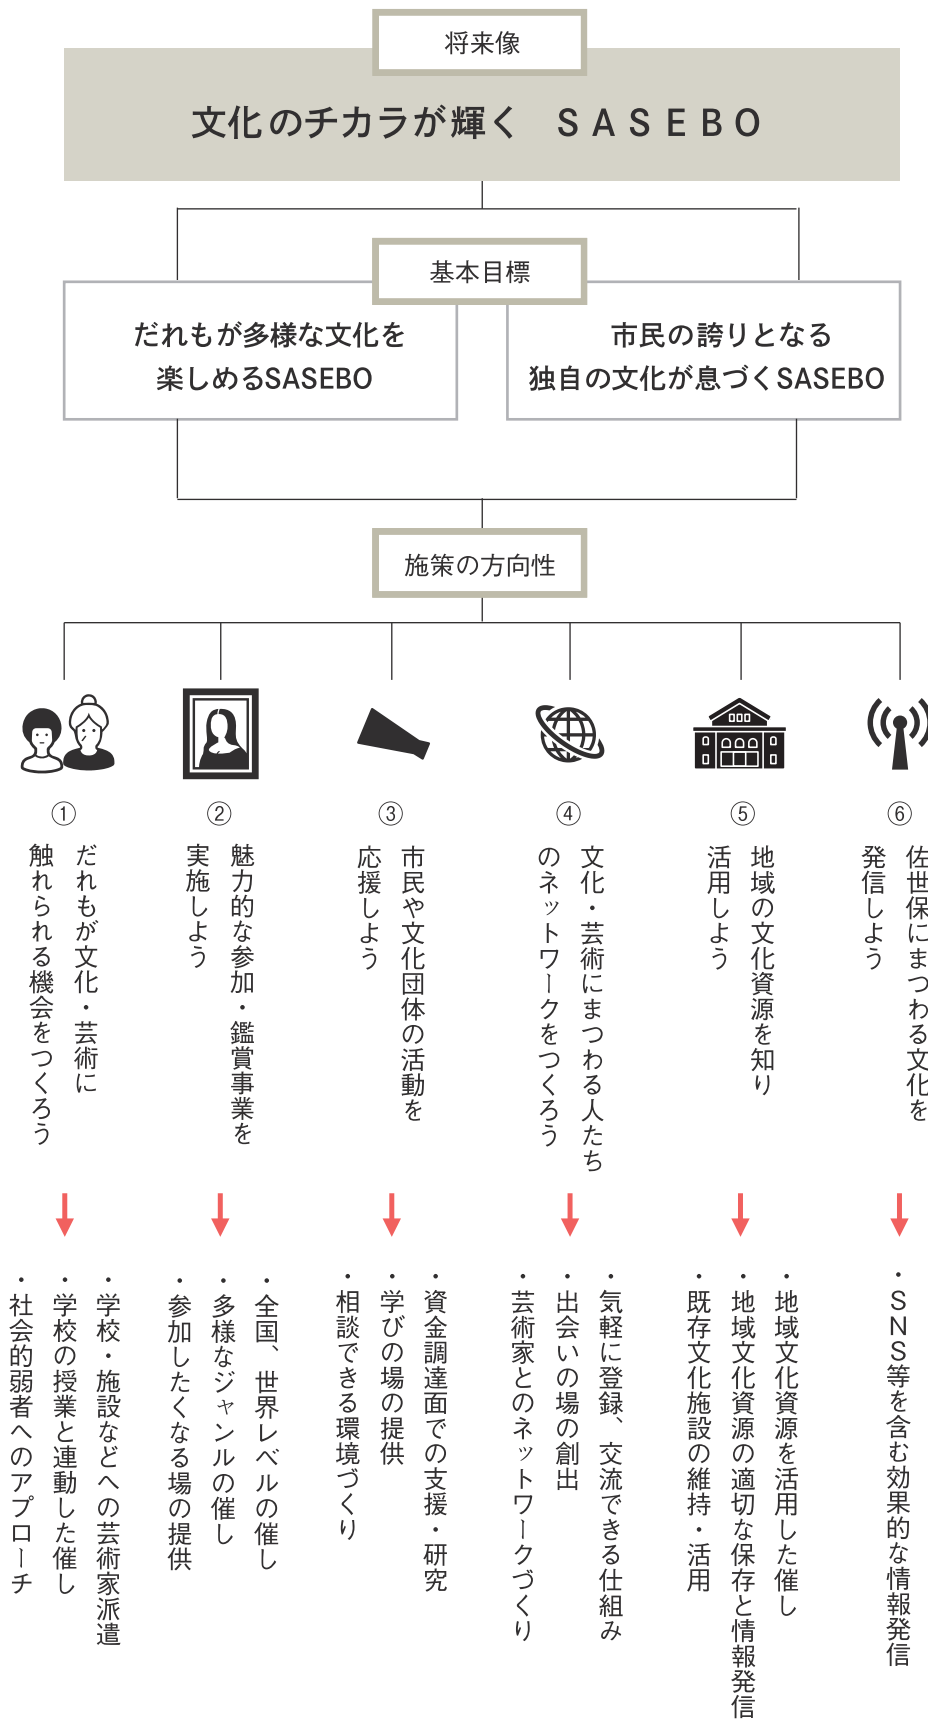 将来像
文化のチカラが輝く　ＳＡＳＥＢＯ
基本目標
だれもが多様な文化を
楽しめるSASEBO
市民の誇りとなる
独自の文化が息づくSASEBO
施策の方向性
①
だれもが文化・芸術に
触れられる機会をつくろう
②
魅力的な参加・鑑賞事業を
実施しよう
③
市民や文化団体の活動を
応援しよう
④
文化・芸術にまつわる人たち
のネットワークをつくろう
⑤
地域の文化資源を知り
活用しよう
⑥
佐世保にまつわる文化を
発信しよう
・学校・施設などへの芸術家派遣
・学校の授業と連動した催し
・社会的弱者へのアプローチ
・全国、世界レベルの催し
・多様なジャンルの催し
・参加したくなる場の提供
・資金調達面での支援・研究
・学びの場の提供
・相談できる環境づくり
・気軽に登録、交流できる仕組み
・出会いの場の創出
・芸術家とのネットワークづくり
・地域文化資源を活用した催し
・地域文化資源の適切な保存と情報発信
・既存文化施設の維持・活用
・ＳＮＳ等を含む効果的な情報発信